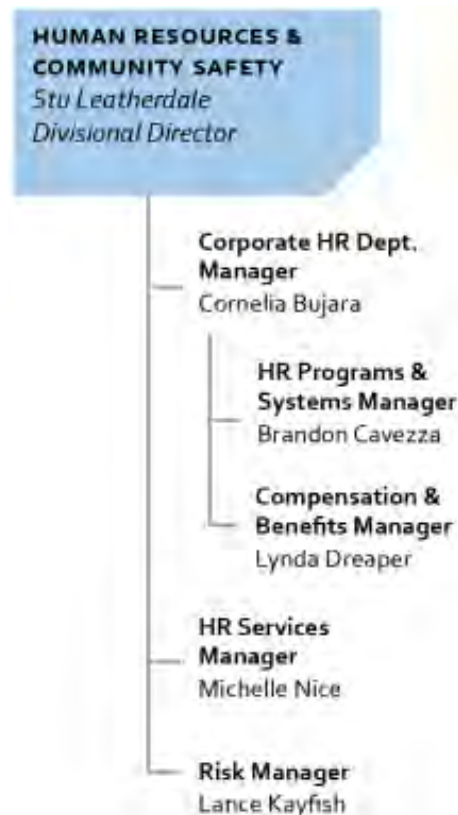 HUMAN RESOURCES &
COMMUNITY SAFETY
Stu Leatherdale
Divisional Director
Corporate HR Dept.
Manager
Cornelia Bujara
HR Programs &
Systems Manager
Brandon Cavezza
Compensation &
Benefits Manager
Lynda Dreaper
HR Services
Manager
Michelle Nice
Risk Manager
Lance Kayfish